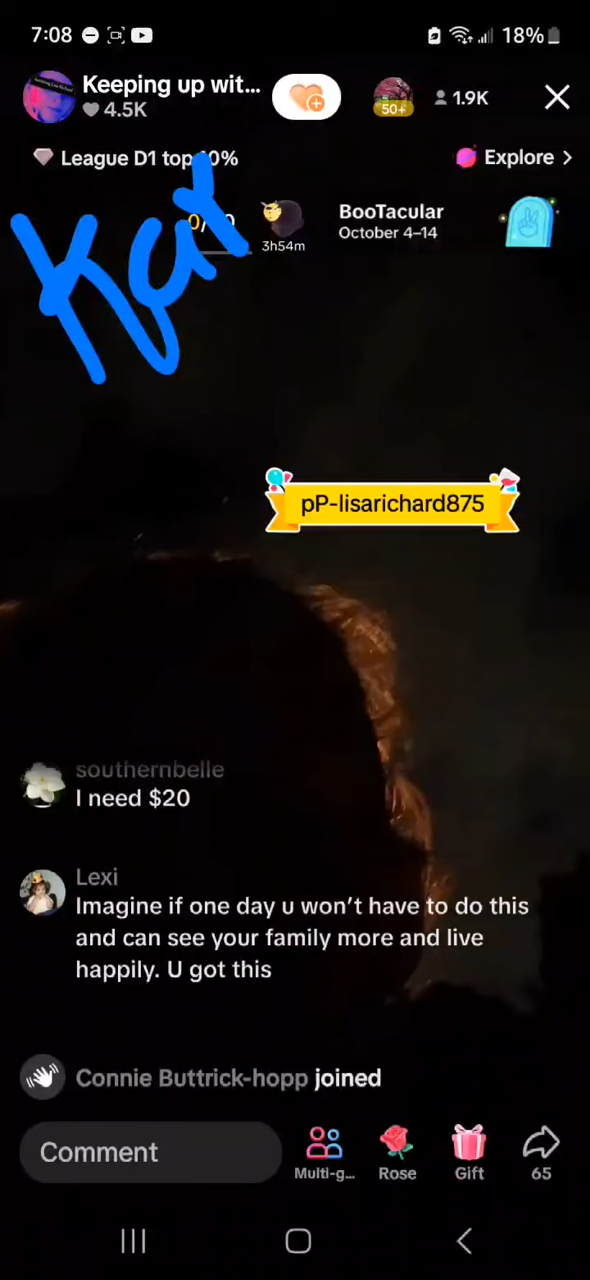 7:08
18%
Keeping up wit...
4.5K
50+
1.9K
League D1 top 10%
Explore >
Kay
3h54m
BooTacular
October 4–14
pP-lisarichard875
southernbelle
I need $20
Lexi
Imagine if one day u won't have to do this
and can see your family more and live
happily. U got this
Connie Buttrick-hopp joined
Comment
Multi-g...
Rose
Gift
65